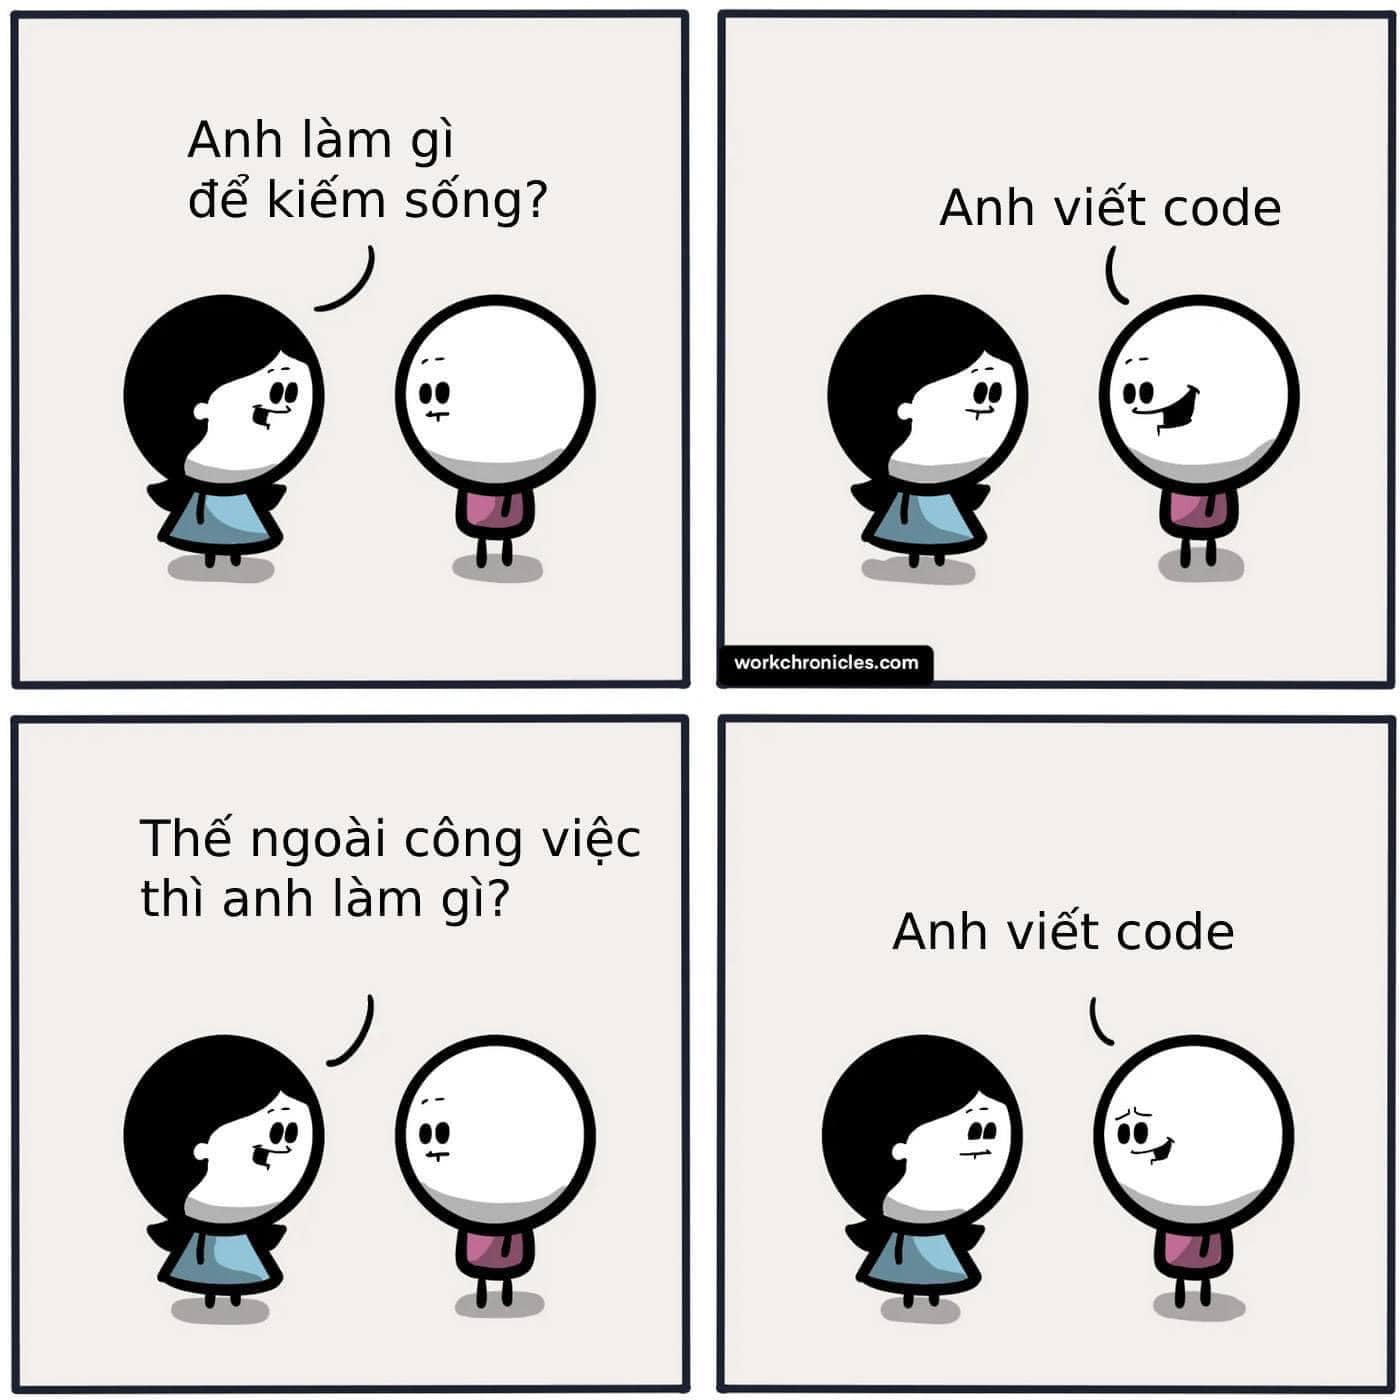 Anh làm gì
để kiếm sống?
Anh viết code
workchronicles.com
Thế ngoài công việc
thì anh làm gì?
Anh viết code